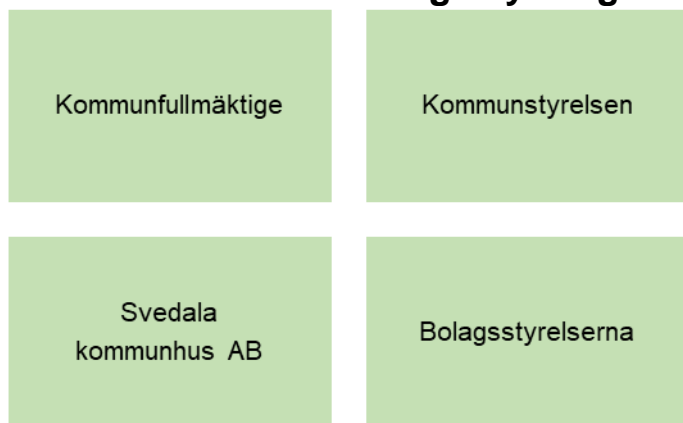 Kommunfullmäktige
Kommunstyrelsen
Svedala
kommunhus AB
Bolagsstyrelserna